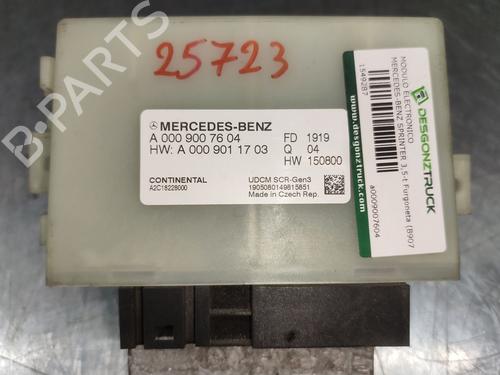 25723
B-PARTS
MERCEDES-BENZ
A 000 900 76 04
HW: A 000 901 17 03
FD 1919
Q 04
HW 150800
CONTINENTAL
A2C18228000
UDCM SCR-Gen3
1905080149815851
Made in Czech Rep.
DESGONZTRUCK
desgonztruck.com
MODULO ELECTRONICO
MERCEDES-BENZ SPRINTER 3,5-t Furgoneta (B907
1549287
a0009007604